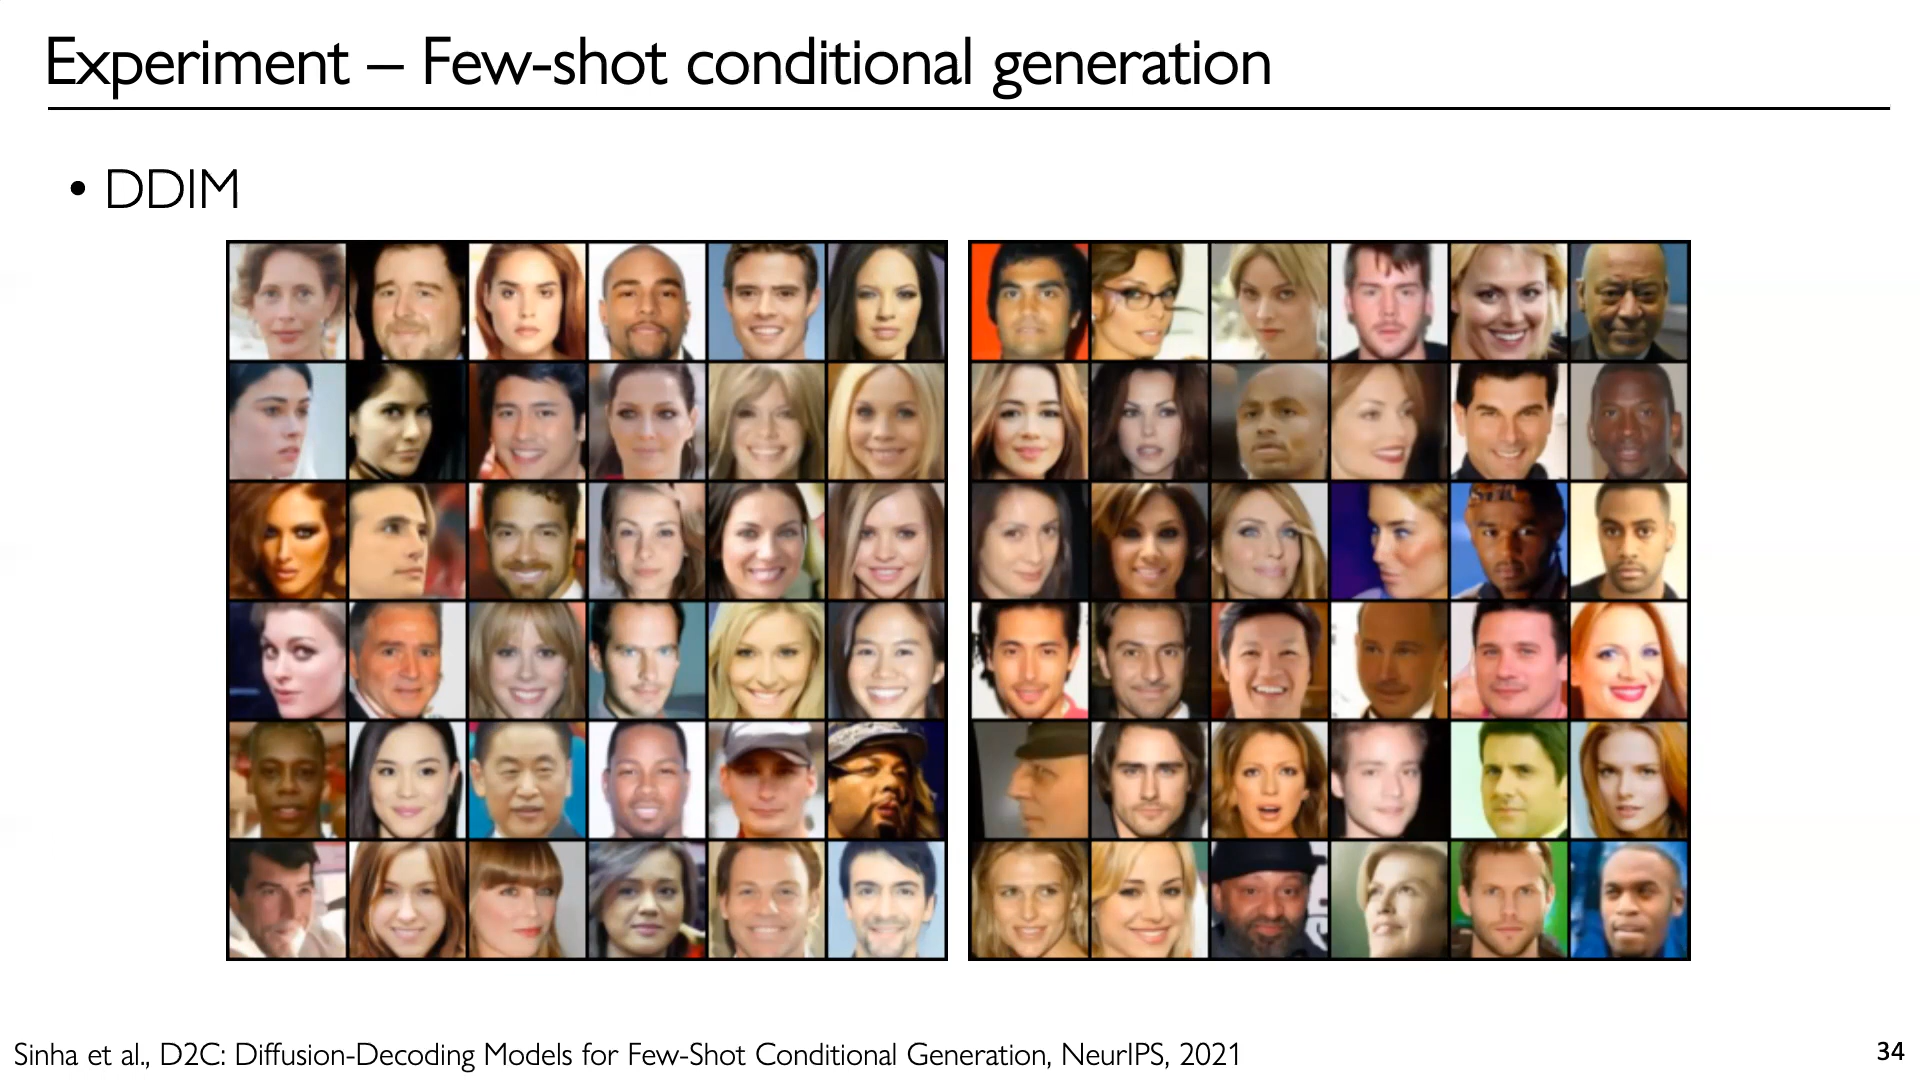 Experiment – Few-shot conditional generation
• DDIM
Sinha et al., D2C: Diffusion-Decoding Models for Few-Shot Conditional Generation, NeurIPS, 2021
34